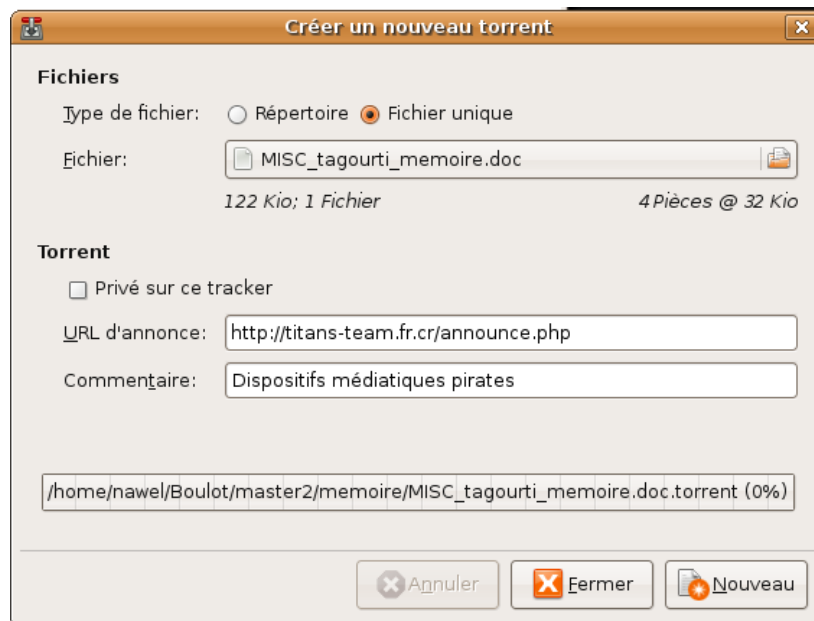 Créer un nouveau torrent
Fichiers
Type de fichier: Répertoire Fichier unique
Fichier: MISC_tagourti_memoire.doc
122 Kio; 1 Fichier 4 Pièces @ 32 Kio
Torrent
Privé sur ce tracker
URL d'annonce: http://titans-team.fr.cr/announce.php
Commentaire: Dispositifs médiatiques pirates
/home/nawel/Boulot/master2/memoire/MISC_tagourti_memoire.doc.torrent (0%)
Annuler Fermer Nouveau